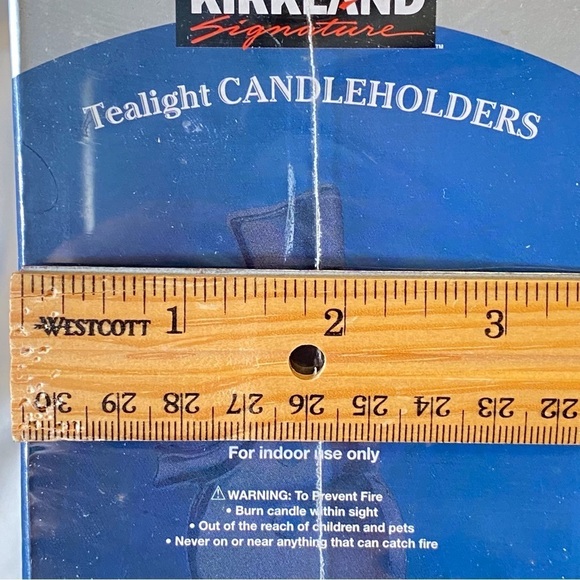 KIRKLAND
Signature™
Tealight CANDLEHOLDERS
WESTCOTT 1 2 3
30 29 28 27 26 25 24 23 22
For indoor use only
⚠ WARNING: To Prevent Fire
• Burn candle within sight
• Out of the reach of children and pets
• Never on or near anything that can catch fire